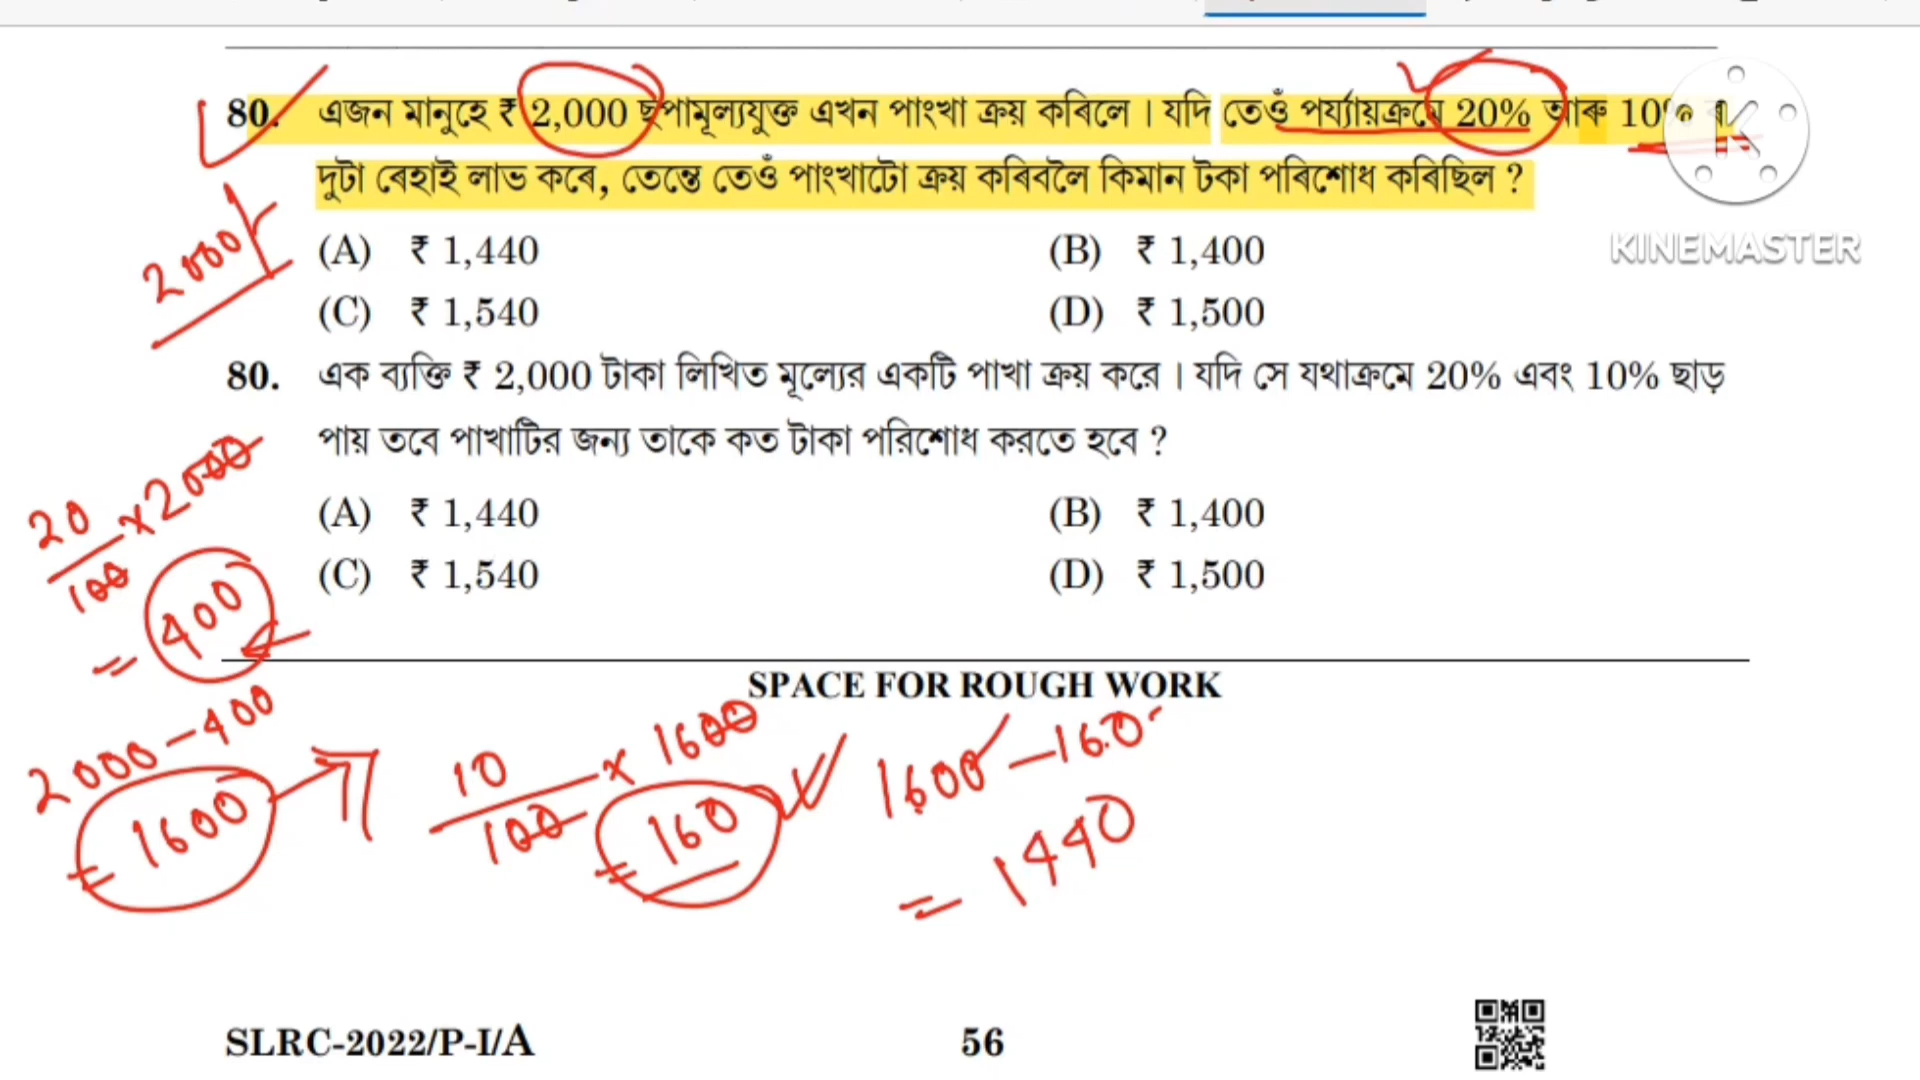 80. এজন মানুহে ₹ 2,000 ছপামূল্যযুক্ত এখন পাংখা ক্ৰয় কৰিলে । যদি তেওঁ পৰ্য্যায়ক্ৰমে 20% আৰু 10% ৰ
দুটা ৰেহাই লাভ কৰে, তেন্তে তেওঁ পাংখাটো ক্ৰয় কৰিবলৈ কিমান টকা পৰিশোধ কৰিছিল ?
K
KINEMASTER
2000/-
(A) ₹ 1,440 (B) ₹ 1,400
(C) ₹ 1,540 (D) ₹ 1,500
80. এক ব্যক্তি ₹ 2,000 টাকা লিখিত মূল্যের একটি পাখা ক্রয় করে । যদি সে যথাক্রমে 20% এবং 10% ছাড়
পায় তবে পাখাটির জন্য তাকে কত টাকা পরিশোধ করতে হবে ?
(A) ₹ 1,440 (B) ₹ 1,400
(C) ₹ 1,540 (D) ₹ 1,500
20/100 × 2000
= 400
SPACE FOR ROUGH WORK
2000 - 400
= 1600
10/100 × 1600
= 160
1600 - 160
= 1440
SLRC-2022/P-I/A 56